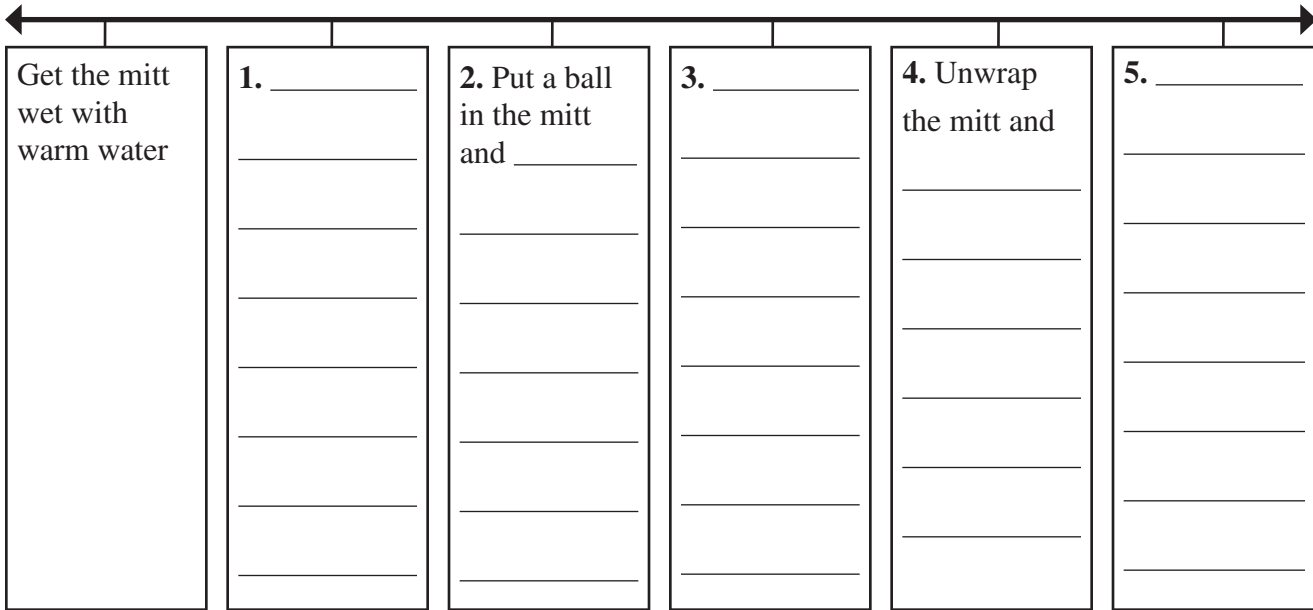 Get the mitt
wet with
warm water
1.
2. Put a ball
in the mitt
and
3.
4. Unwrap
the mitt and
5.